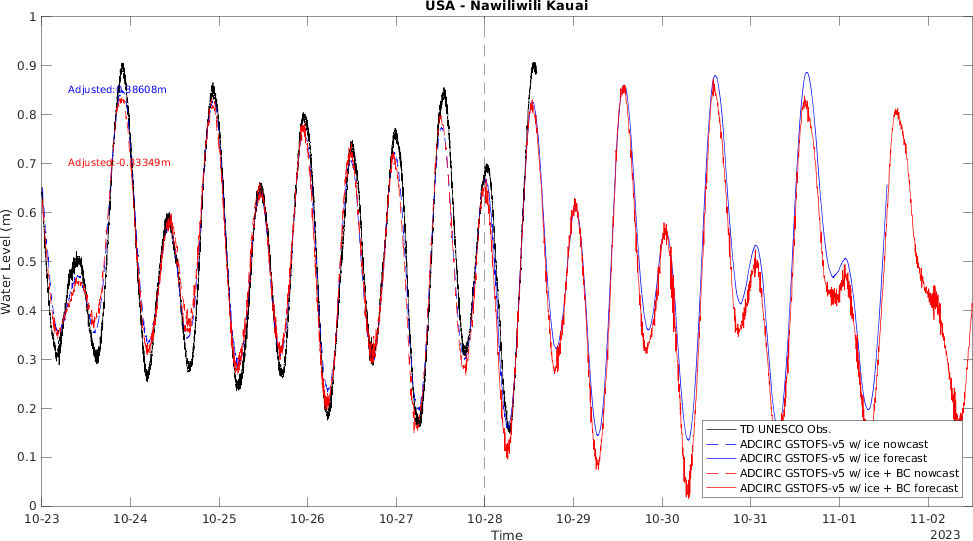 USA - Nawiliwili Kauai
Water Level (m)
1
0.9
0.8
0.7
0.6
0.5
0.4
0.3
0.2
0.1
0
Adjusted:
Adjusted:-0.33349m
TD UNESCO Obs.
ADCIRC GSTOFS-v5 w/ ice nowcast
ADCIRC GSTOFS-v5 w/ ice forecast
ADCIRC GSTOFS-v5 w/ ice + BC nowcast
ADCIRC GSTOFS-v5 w/ ice + BC forecast
10-23 10-24 10-25 10-26 10-27 10-28 10-29 10-30 10-31 11-01 11-02
Time
2023